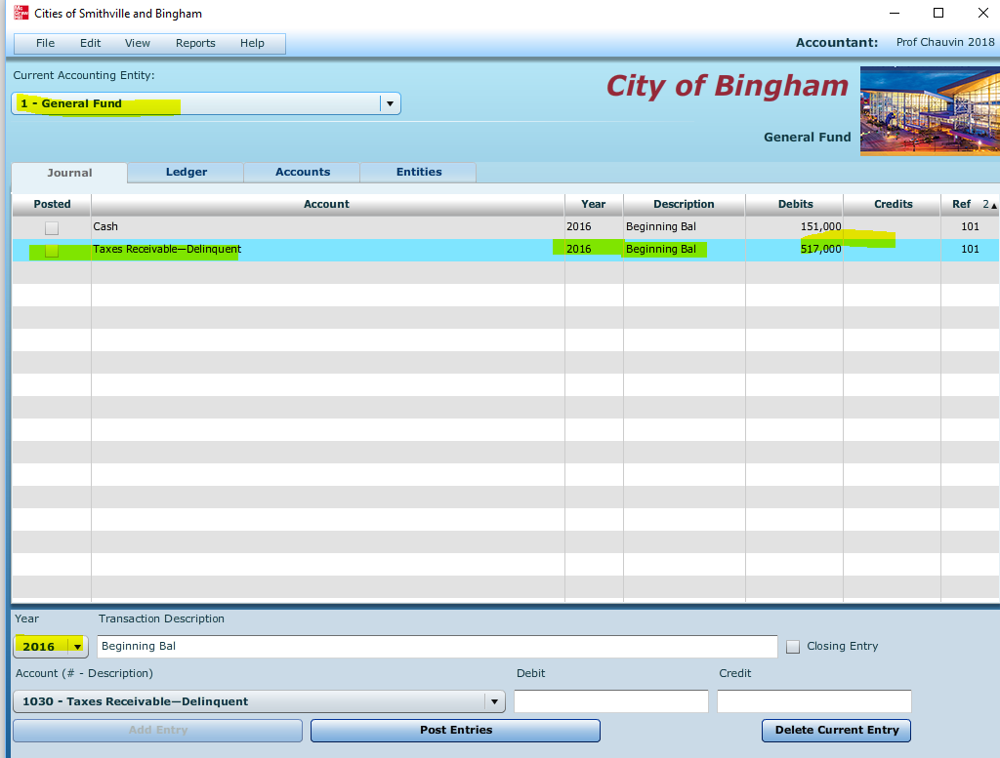 Mc
Graw
Hill
Cities of Smithville and Bingham
File Edit View Reports Help
Accountant: Prof Chauvin 2018
Current Accounting Entity:
1 - General Fund
City of Bingham
General Fund
Journal Ledger Accounts Entities
Posted Account Year Description Debits Credits Ref 2
Cash 2016 Beginning Bal 151,000 101
Taxes Receivable—Delinquent 2016 Beginning Bal 517,000 101
Year Transaction Description
2016 Beginning Bal Closing Entry
Account (# - Description) Debit Credit
1030 - Taxes Receivable—Delinquent
Add Entry Post Entries Delete Current Entry